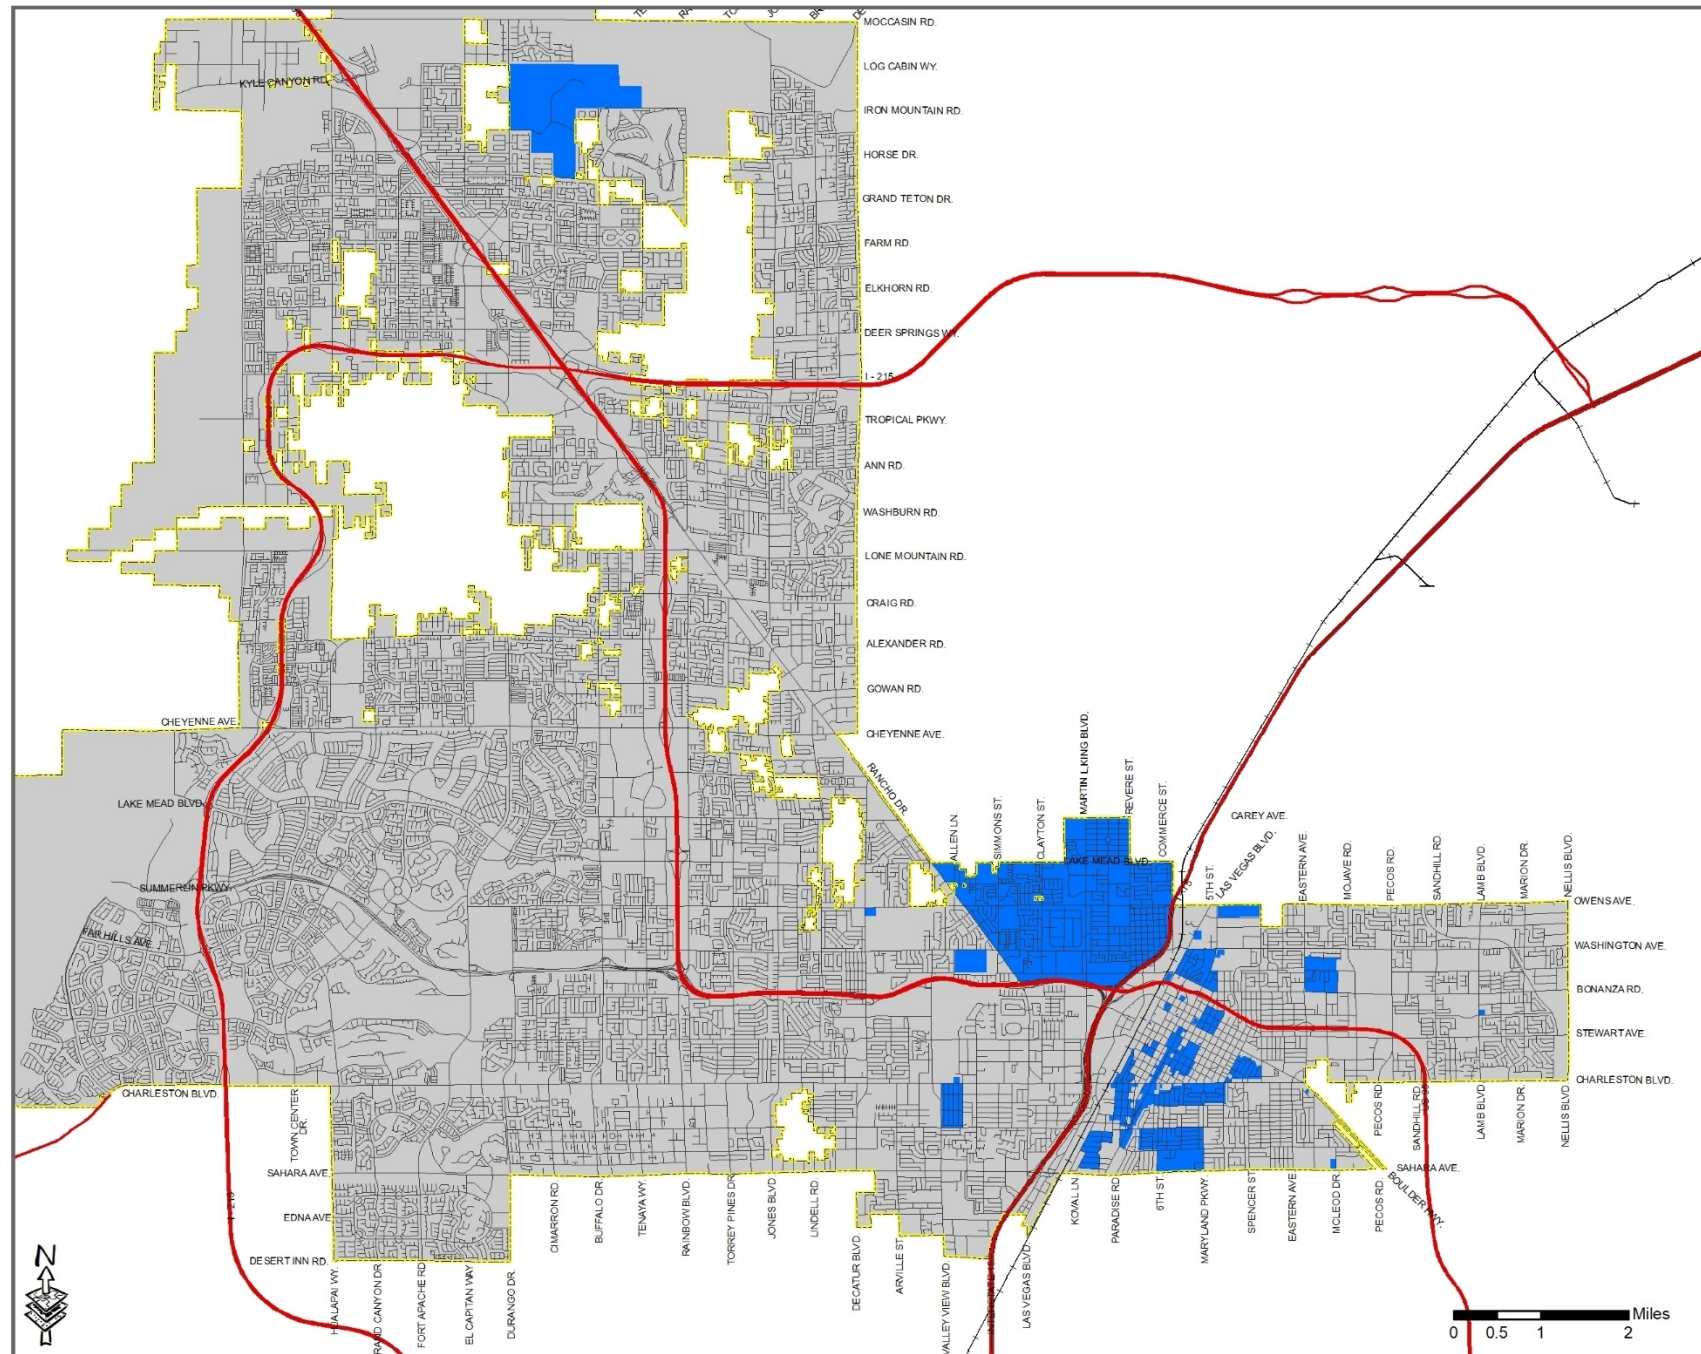 MOCCASIN RD.
LOG CABIN WY.
KYLE CANYON RD.
IRON MOUNTAIN RD.
HORSE DR.
GRAND TETON DR.
FARM RD.
ELKHORN RD.
DEER SPRINGS WY.
I - 215
TROPICAL PKWY.
ANN RD.
WASHBURN RD.
LONE MOUNTAIN RD.
CRAIG RD.
ALEXANDER RD.
GOWAN RD.
CHEYENNE AVE.
CHEYENNE AVE.
RANCHO DR.
LAKE MEAD BLVD.
ALLEN LN.
SIMMONS ST.
CLAYTON ST.
MARTIN L.KING BLVD.
REVERE ST.
COMMERCE ST.
CAREY AVE.
LAKE MEAD BLVD.
5TH ST.
LAS VEGAS BLVD.
EASTERN AVE.
MOJAVE RD.
PECOS RD.
SANDHILL RD.
LAMB BLVD.
MARION DR.
NELLIS BLVD.
SUMMERLIN PKWY.
OWENS AVE.
FAR HILLS AVE.
WASHINGTON AVE.
BONANZA RD.
STEWART AVE.
CHARLESTON BLVD.
CHARLESTON BLVD.
TOWN CENTER
DR.
SAHARA AVE.
SAHARA AVE.
EDNA AVE.
I - 215
DESERT INN RD.
HUALAPAI WY.
GRAND CANYON DR.
FORT APACHE RD.
EL CAPITAN WAY
DURANGO DR.
CIMARRON RD.
BUFFALO DR.
TENAYA WY.
RAINBOW BLVD.
TORREY PINES DR.
JONES BLVD.
LINDELL RD.
DECATUR BLVD.
ARVILLE ST.
VALLEY VIEW BLVD.
LAS VEGAS BLVD.
KOVAL LN.
PARADISE RD.
6TH ST.
MARYLAND PKWY.
SPENCER ST.
EASTERN AVE.
MCLEOD DR.
PECOS RD.
BOULDER HWY.
PECOS RD.
SANDHILL RD.
LAMB BLVD.
MARION DR.
NELLIS BLVD.
N
Miles
0 0.5 1 2